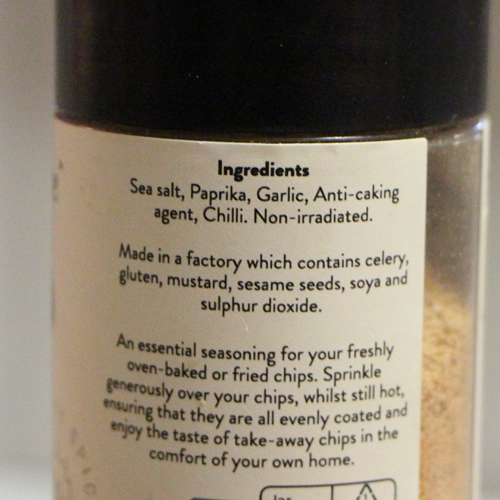 Ingredients
Sea salt, Paprika, Garlic, Anti-caking
agent, Chilli. Non-irradiated.
Made in a factory which contains celery,
gluten, mustard, sesame seeds, soya and
sulphur dioxide.
An essential seasoning for your freshly
oven-baked or fried chips. Sprinkle
generously over your chips, whilst still hot,
ensuring that they are all evenly coated and
enjoy the taste of take-away chips in the
comfort of your own home.
Jar